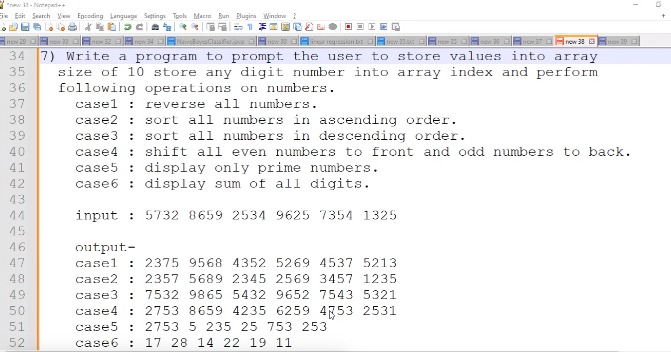 *new 38 - Notepad++
File Edit Search View Encoding Language Settings Tools Macro Run Plugins Window ?
new 29 new 30 new 32 new 34 NaiveBayesClassifier.java new 30 linear regression.txt new 35.txt new 35 new 36 new 37 new 38 new 39
34 7) Write a program to prompt the user to store values into array
35 size of 10 store any digit number into array index and perform
36 following operations on numbers.
37 case1 : reverse all numbers.
38 case2 : sort all numbers in ascending order.
39 case3 : sort all numbers in descending order.
40 case4 : shift all even numbers to front and odd numbers to back.
41 case5 : display only prime numbers.
42 case6 : display sum of all digits.
43
44 input : 5732 8659 2534 9625 7354 1325
45
46 output-
47 case1 : 2375 9568 4352 5269 4537 5213
48 case2 : 2357 5689 2345 2569 3457 1235
49 case3 : 7532 9865 5432 9652 7543 5321
50 case4 : 2753 8659 4235 6259 4753 2531
51 case5 : 2753 5 235 25 753 253
52 case6 : 17 28 14 22 19 11